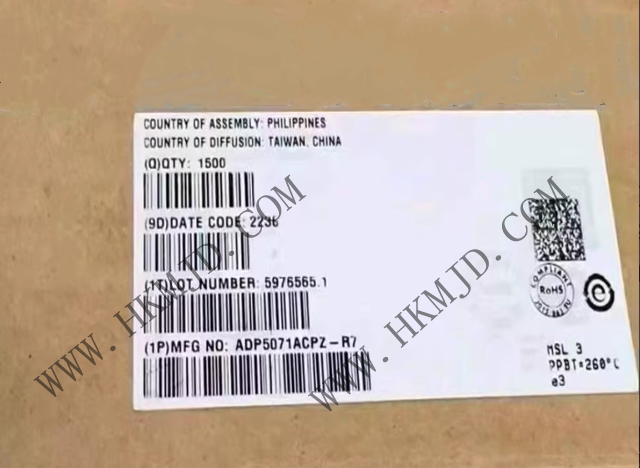 COUNTRY OF ASSEMBLY: PHILIPPINES
COUNTRY OF DIFFUSION: TAIWAN, CHINA
(Q)QTY: 1500
(9D)DATE CODE: 2236
(1T)LOT NUMBER: 5976565.1
(1P)MFG NO: ADP5071ACPZ-R7
COMPLIANT
RoHS
e
MSL 3
PPBT=260°C
e3
WWW.HKMJD.COM
WWW.HKMJD.COM